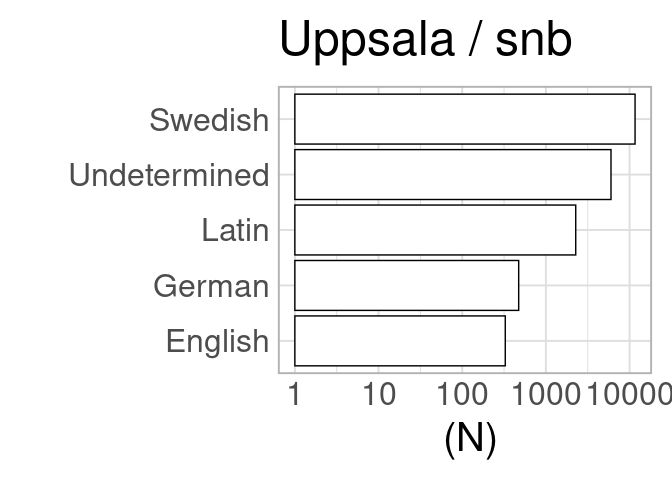 Uppsala / snb
Swedish
Undetermined
Latin
German
English
1 10 100 1000 10000
(N)